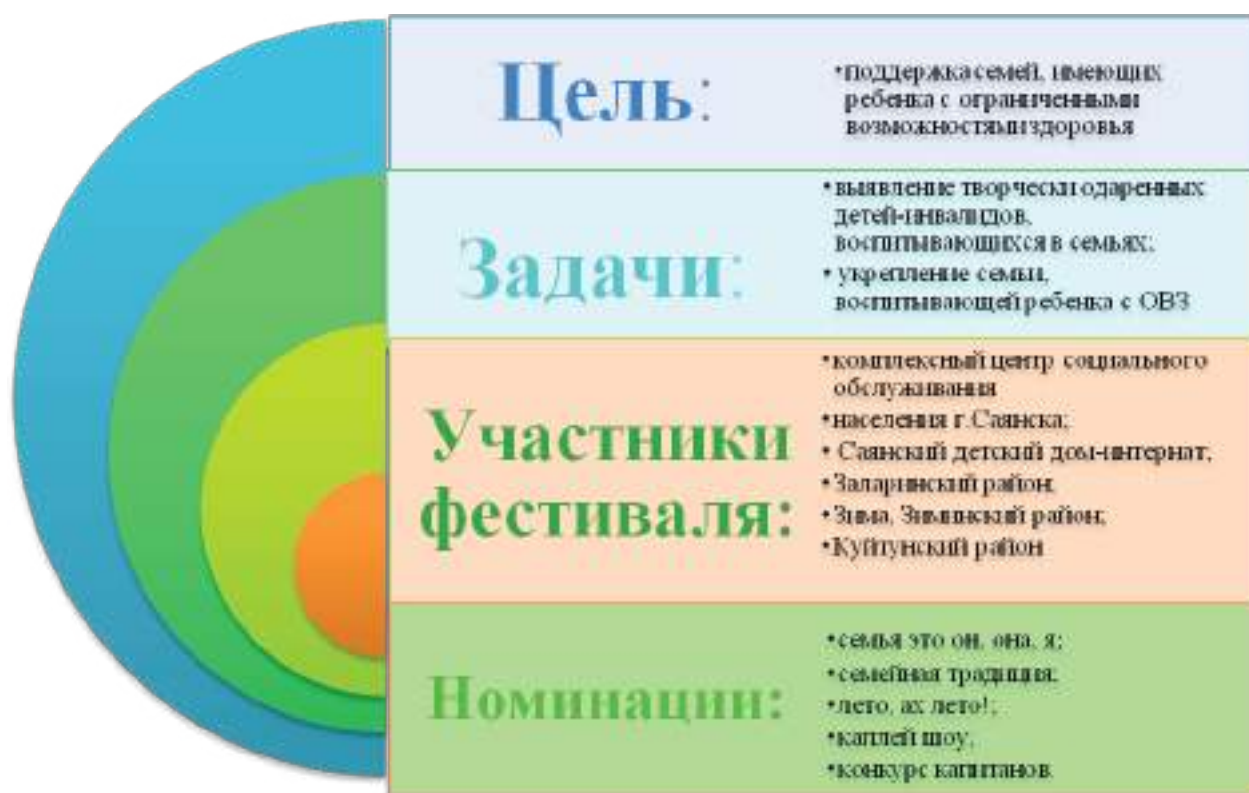 Цель:
•поддержка семей, имеющих
ребенка с ограниченными
возможностями здоровья
Задачи:
•выявление творчески одаренных
детей-инвалидов,
воспитывающихся в семьях;
• укрепление семьи,
воспитывающей ребенка с ОВЗ
Участники
фестиваля:
•комплексный центр социального
обслуживания
•населения г.Саянска;
• Саянский детский дом-интернат;
•Заларинский район;
•Зима, Зиминский район;
•Куйтунский район
Номинации:
•семья это он, она, я;
•семейная традиция;
•лето, ах лето!;
•каплей шоу;
•конкурс капитанов.